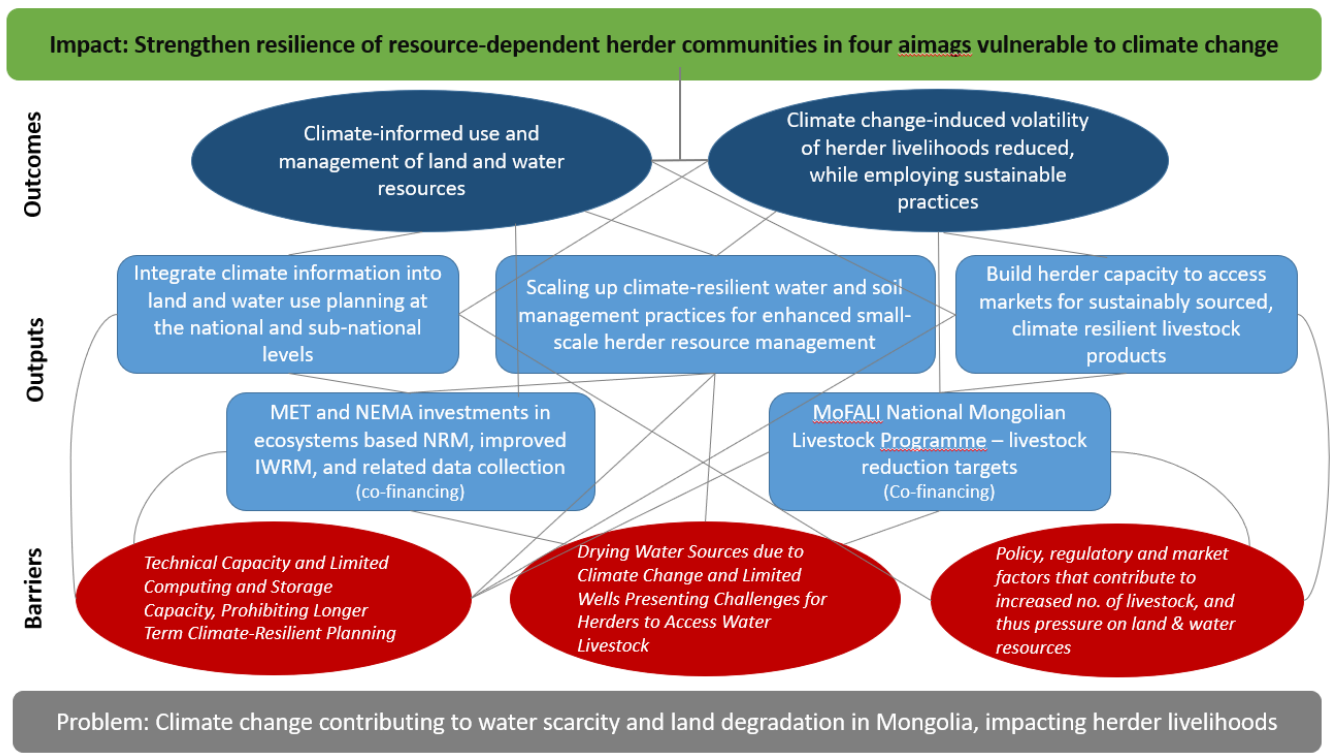 Impact: Strengthen resilience of resource-dependent herder communities in four aimags vulnerable to climate change
Outcomes
Climate-informed use and
management of land and water
resources
Climate change-induced volatility
of herder livelihoods reduced,
while employing sustainable
practices
Outputs
Integrate climate information into
land and water use planning at
the national and sub-national
levels
Scaling up climate-resilient water and soil
management practices for enhanced small-
scale herder resource management
Build herder capacity to access
markets for sustainably sourced,
climate resilient livestock
products
MET and NEMA investments in
ecosystems based NRM, improved
IWRM, and related data collection
(co-financing)
MoFALI National Mongolian
Livestock Programme – livestock
reduction targets
(Co-financing)
Barriers
Technical Capacity and Limited
Computing and Storage
Capacity, Prohibiting Longer
Term Climate-Resilient Planning
Drying Water Sources due to
Climate Change and Limited
Wells Presenting Challenges for
Herders to Access Water
Livestock
Policy, regulatory and market
factors that contribute to
increased no. of livestock, and
thus pressure on land & water
resources
Problem: Climate change contributing to water scarcity and land degradation in Mongolia, impacting herder livelihoods